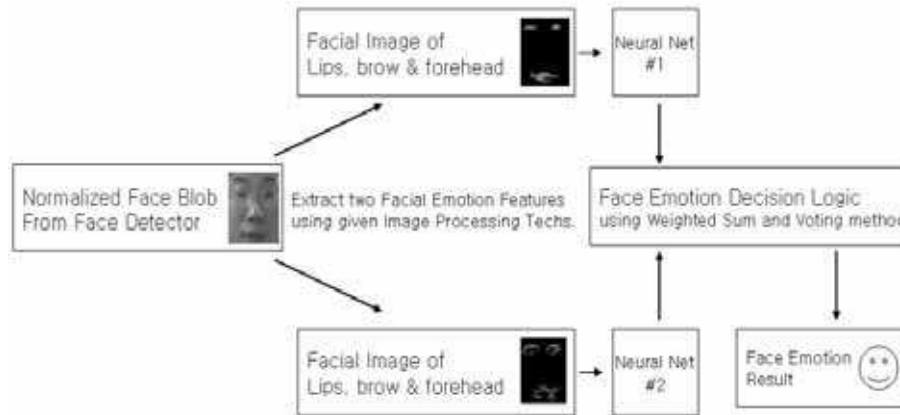 Facial Image of
Lips, brow & forehead
Neural Net
#1
Normalized Face Blob
From Face Detector
Extract two Facial Emotion Features
using given Image Processing Techs.
Face Emotion Decision Logic
using Weighted Sum and Voting method
Facial Image of
Lips, brow & forehead
Neural Net
#2
Face Emotion
Result